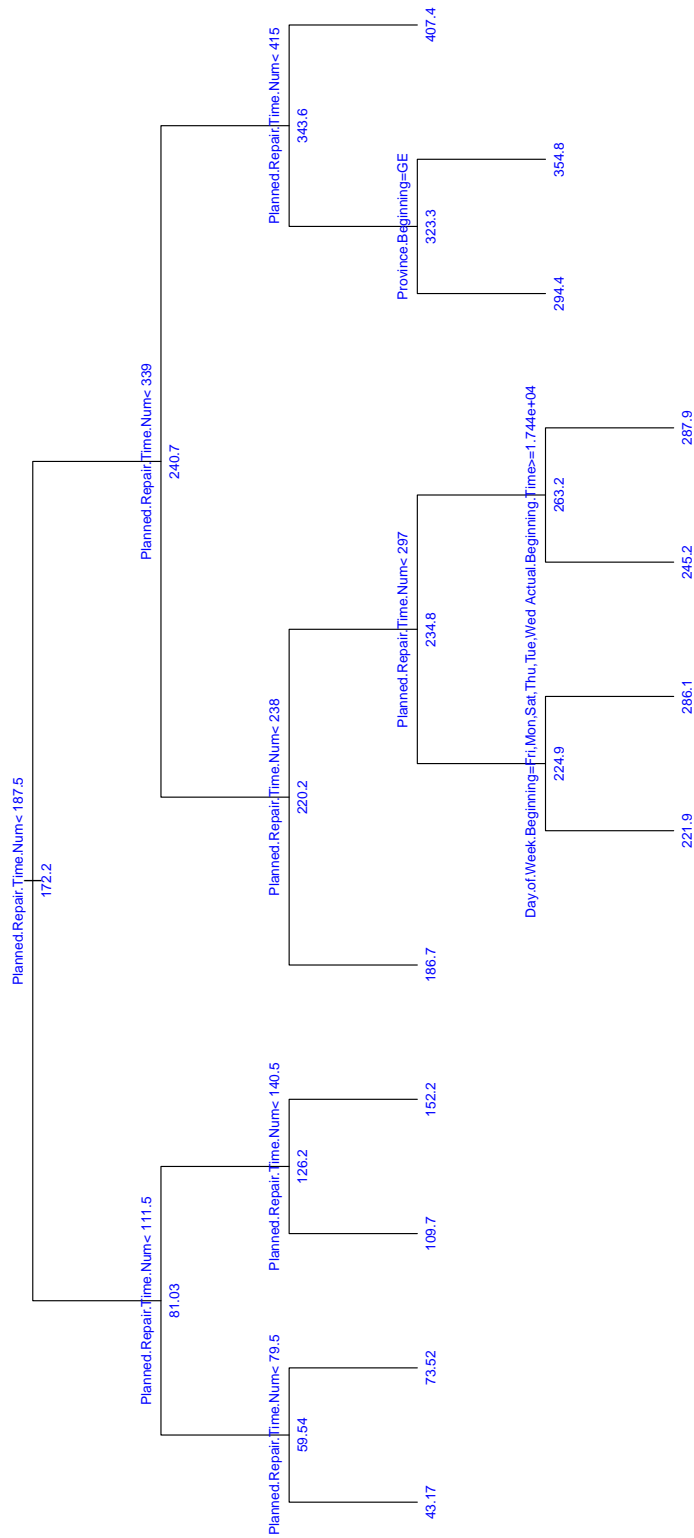 Planned.Repair.Time.Num< 187.5
172.2
Planned.Repair.Time.Num< 111.5
81.03
Planned.Repair.Time.Num< 339
240.7
Planned.Repair.Time.Num< 79.5
59.54
Planned.Repair.Time.Num< 140.5
126.2
Planned.Repair.Time.Num< 238
220.2
Planned.Repair.Time.Num< 415
343.6
43.17
73.52
109.7
152.2
186.7
Planned.Repair.Time.Num< 297
234.8
Province.Beginning=GE
323.3
407.4
Day.of.Week.Beginning=Fri,Mon,Sat,Thu,Tue,Wed
224.9
Actual.Beginning.Time>=1.744e+04
263.2
294.4
354.8
221.9
286.1
245.2
287.9